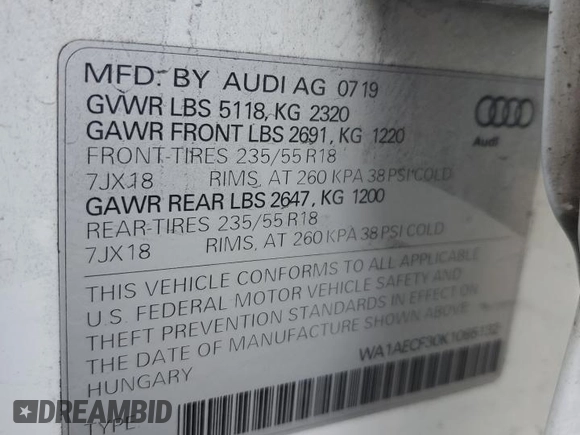 MFD. BY AUDI AG 07 19
GVWR LBS 5118, KG 2320
GAWR FRONT LBS 2691, KG 1220
FRONT-TIRES 235/55 R18
7JX18 RIMS, AT 260 KPA 38 PSI COLD
GAWR REAR LBS 2647, KG 1200
REAR-TIRES 235/55 R18
7JX18 RIMS, AT 260 KPA 38 PSI COLD
Audi
THIS VEHICLE CONFORMS TO ALL APPLICABLE
U.S. FEDERAL MOTOR VEHICLE SAFETY AND
THEFT PREVENTION STANDARDS IN EFFECT ON
THE DATE OF MANUFACTURE SHOWN ABOVE
HUNGARY
TYPE
DREAMBID